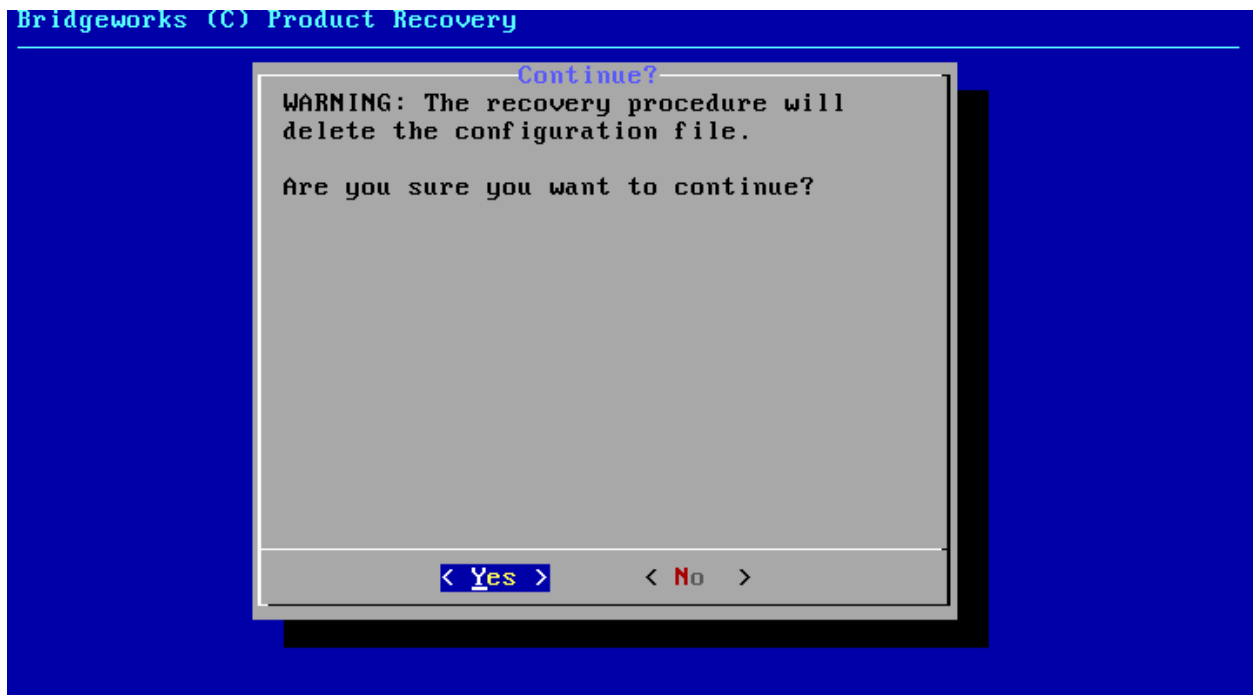 Bridgeworks (C) Product Recovery
Continue?
WARNING: The recovery procedure will
delete the configuration file.
Are you sure you want to continue?
< Yes > < No >